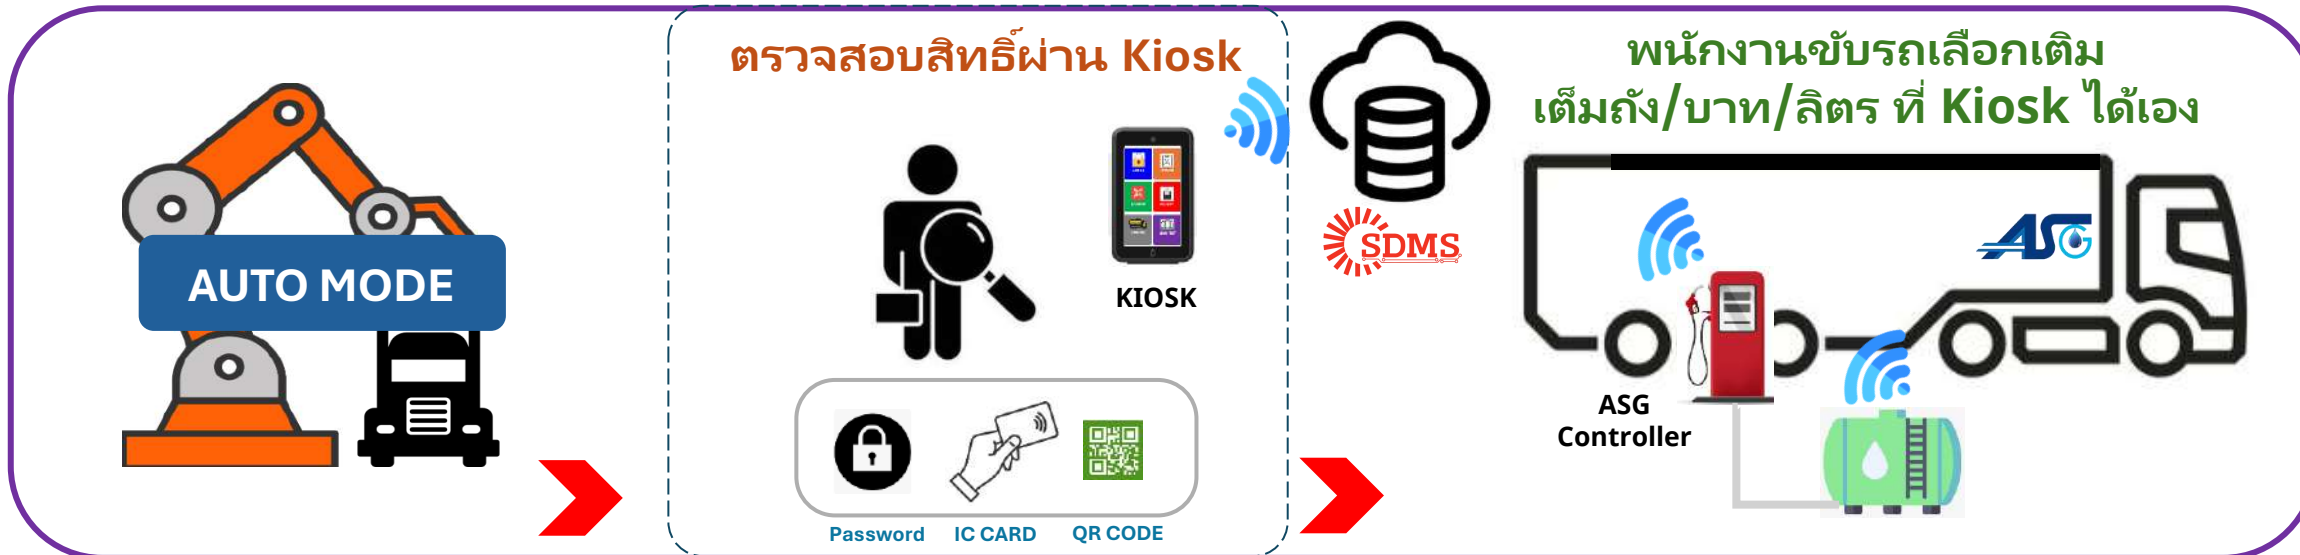 AUTO MODE
ตรวจสอบสิทธิ์ผ่าน Kiosk
KIOSK
Password
IC CARD
QR CODE
SDMS
พนักงานขับรถเลือกเติม
เต็มถัง/บาท/ลิตร ที่ Kiosk ได้เอง
ASG
ASG
Controller